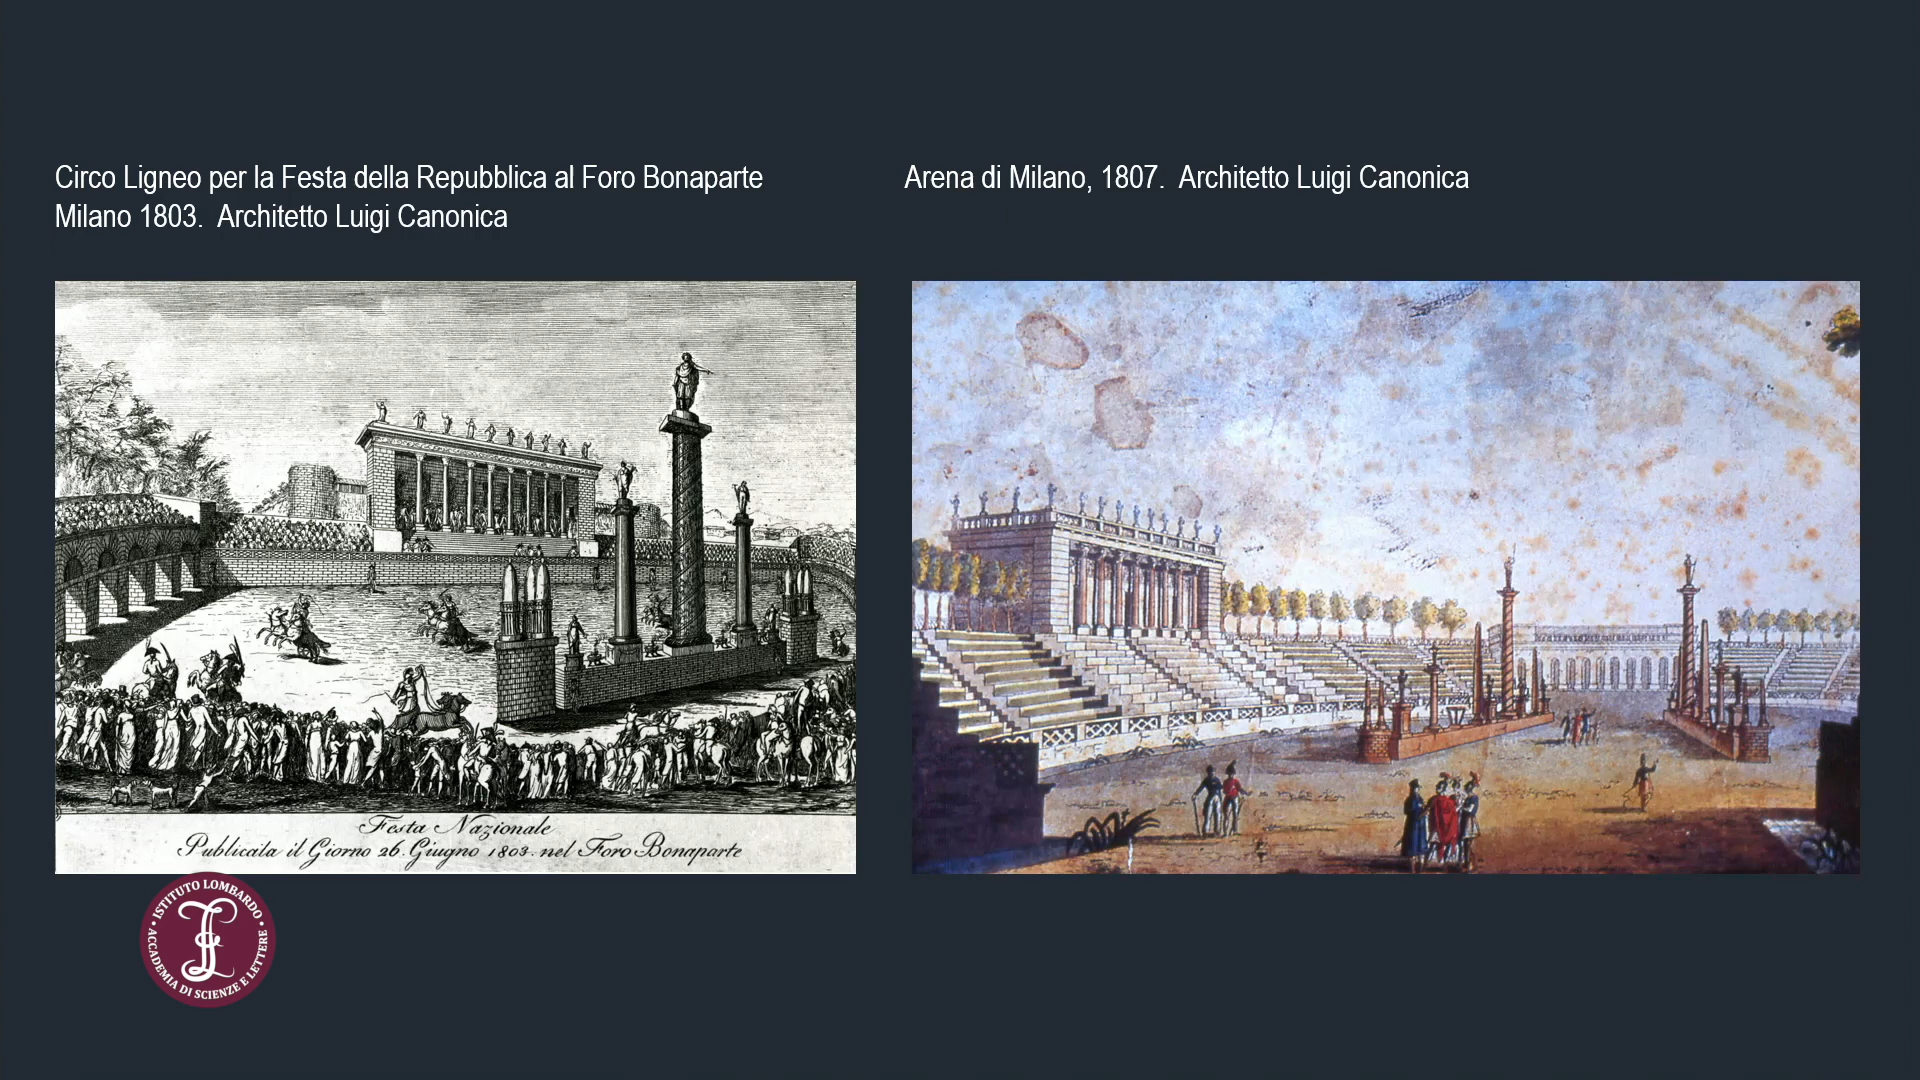 Circo Ligneo per la Festa della Repubblica al Foro Bonaparte
Milano 1803. Architetto Luigi Canonica
Arena di Milano, 1807. Architetto Luigi Canonica
Festa Nazionale
Publicaila il Giorno 26. Giugno 1803. nel Foro Bonaparte
ISTITUTO LOMBARDO
ACCADEMIA DI SCIENZE E LETTERE